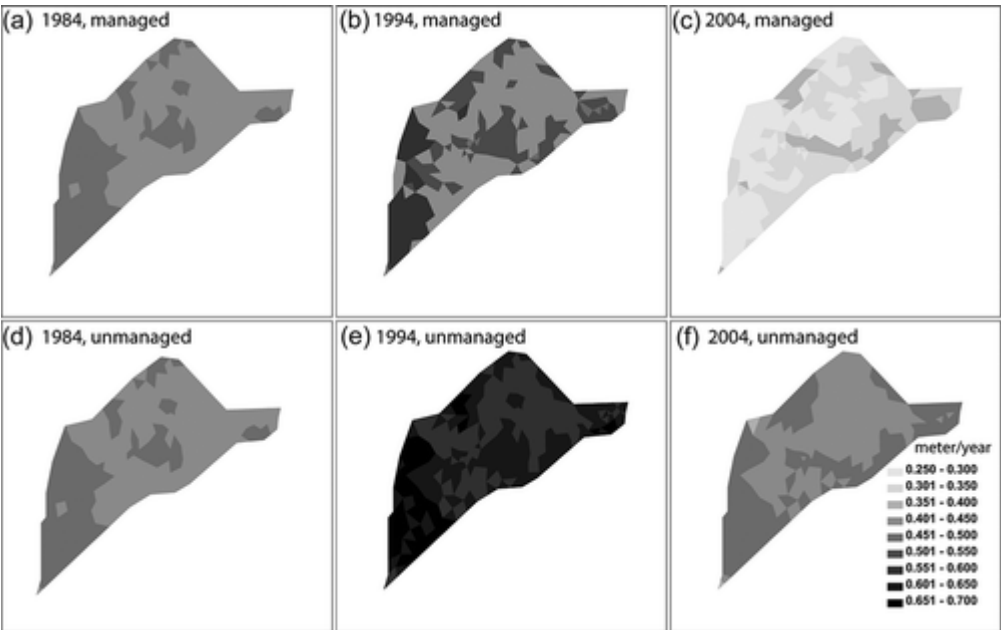 (a) 1984, managed
(b) 1994, managed
(c) 2004, managed
(d) 1984, unmanaged
(e) 1994, unmanaged
(f) 2004, unmanaged
meter/year
0.250 - 0.300
0.301 - 0.350
0.351 - 0.400
0.401 - 0.450
0.451 - 0.500
0.501 - 0.550
0.551 - 0.600
0.601 - 0.650
0.651 - 0.700